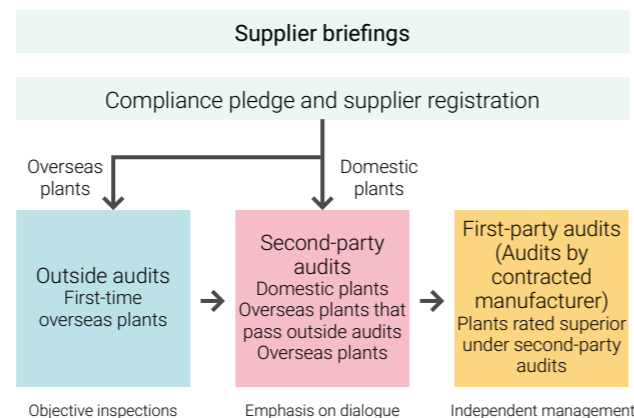 Supplier briefings
Compliance pledge and supplier registration
Overseas
plants
Domestic
plants
Outside audits
First-time
overseas plants
Second-party
audits
Domestic plants
Overseas plants that
pass outside audits
Overseas plants
First-party audits
(Audits by
contracted
manufacturer)
Plants rated superior
under second-party
audits
Objective inspections
Emphasis on dialogue
Independent management